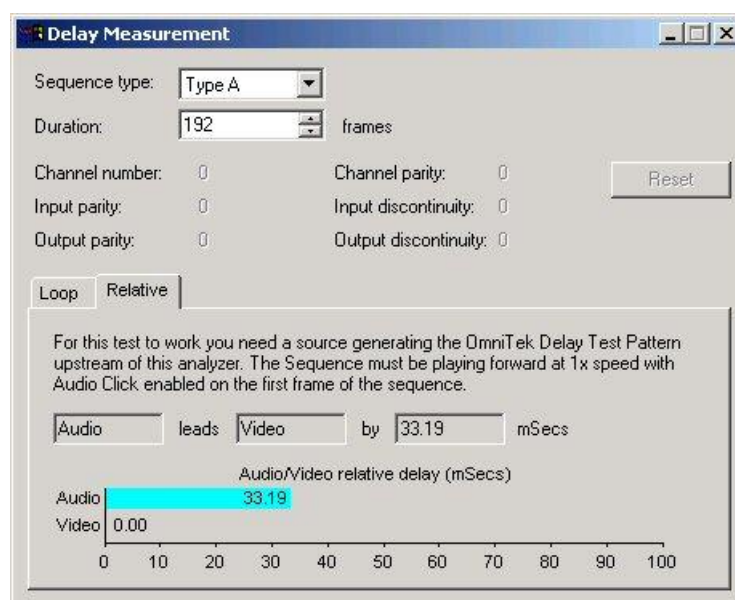 Delay Measurement
Sequence type: Type A
Duration: 192 frames
Channel number: 0 Channel parity: 0 Reset
Input parity: 0 Input discontinuity: 0
Output parity: 0 Output discontinuity: 0
Loop Relative
For this test to work you need a source generating the OmniTek Delay Test Pattern
upstream of this analyzer. The Sequence must be playing forward at 1x speed with
Audio Click enabled on the first frame of the sequence.
Audio leads Video by 33.19 mSecs
Audio/Video relative delay (mSecs)
Audio 33.19
Video 0.00
0 10 20 30 40 50 60 70 80 90 100